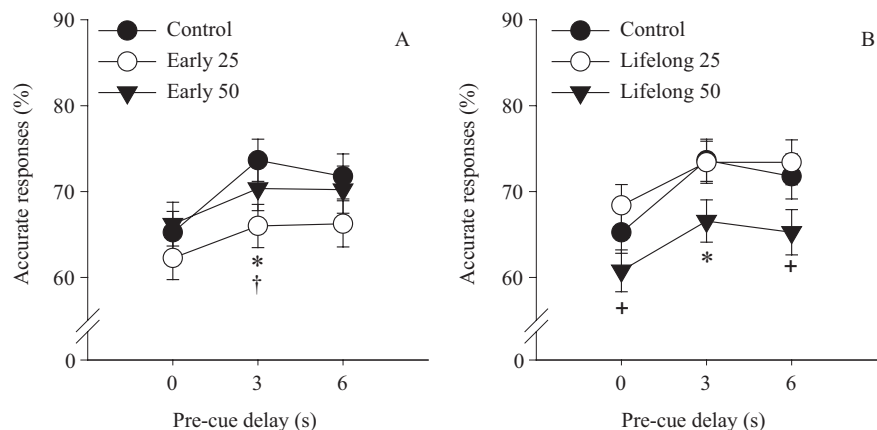 90
80
70
60
0
Accurate responses (%)
Control
Early 25
Early 50
A
*
†
0 3 6
Pre-cue delay (s)
90
80
70
60
0
Accurate responses (%)
Control
Lifelong 25
Lifelong 50
B
+
*
+
0 3 6
Pre-cue delay (s)